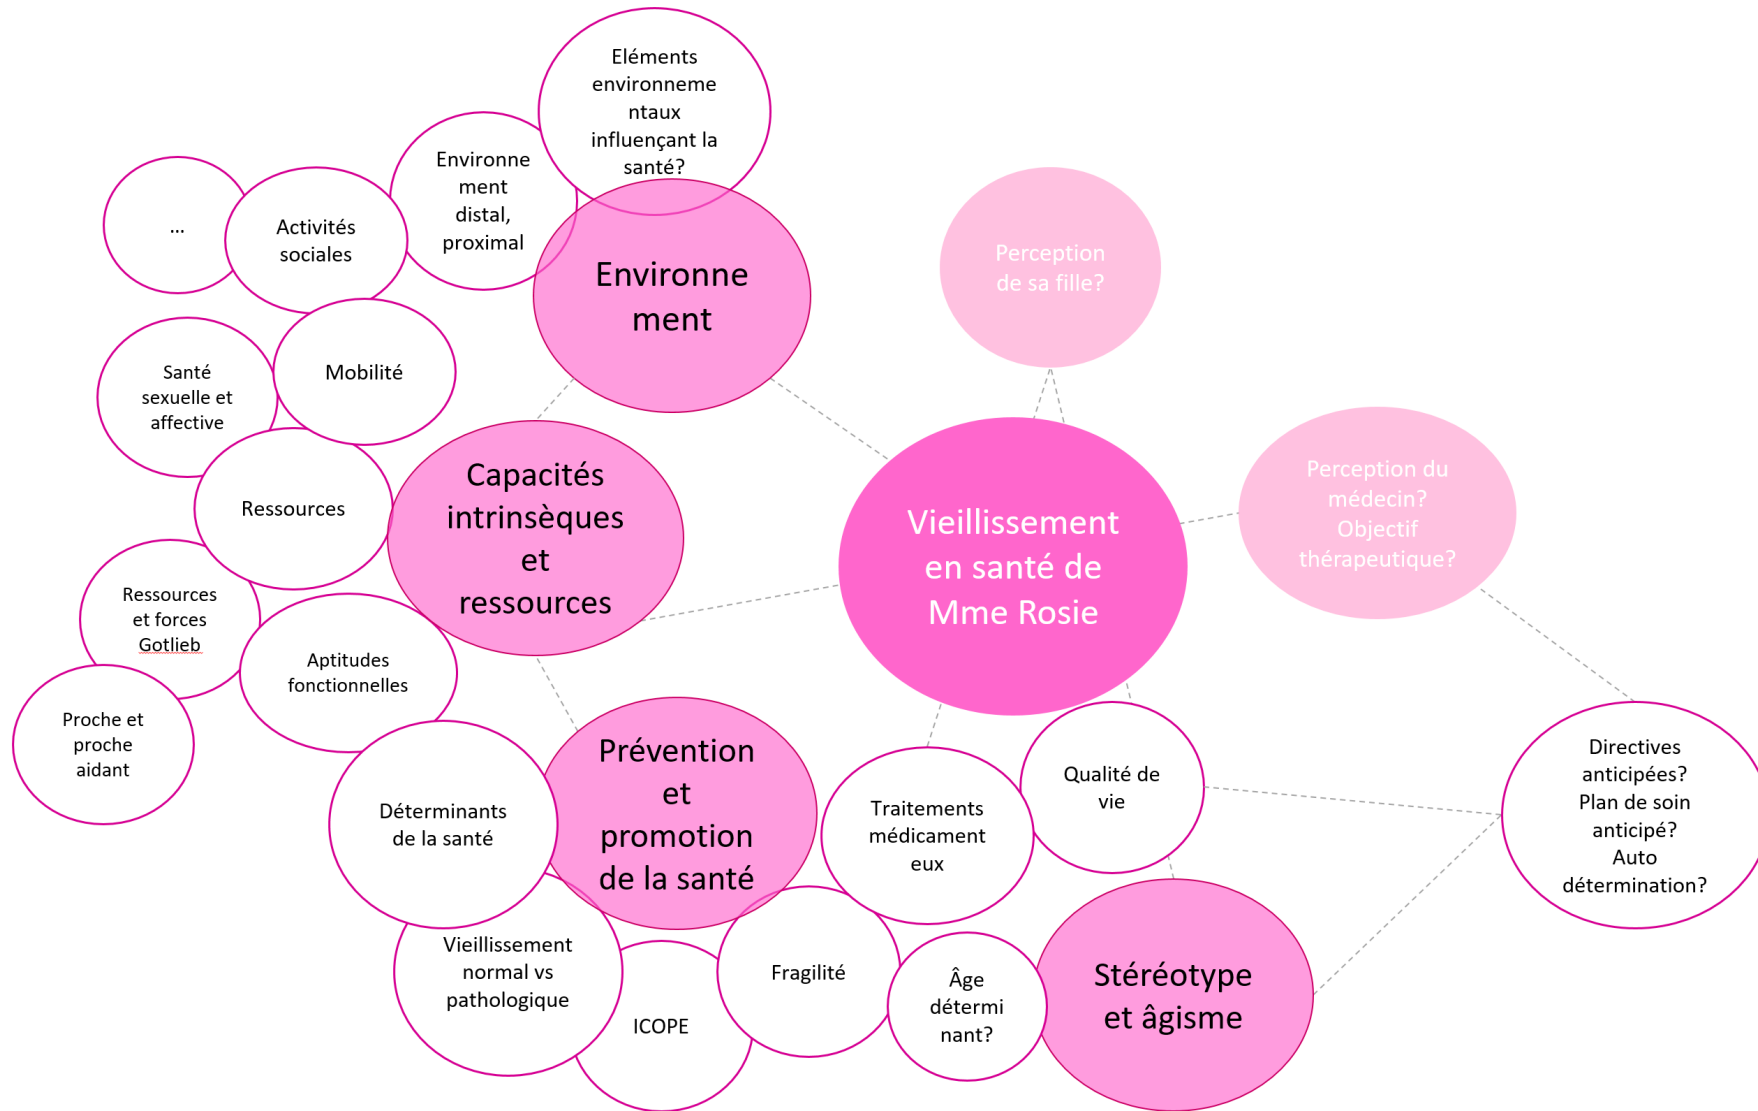 Eléments
environneme
ntaux
influençant la
santé?
Environne
ment
distal,
proximal
...
Activités
sociales
Environne
ment
Perception
de sa fille?
Santé
sexuelle et
affective
Mobilité
Capacités
intrinsèques
et
ressources
Ressources
Vieillissement
en santé de
Mme Rosie
Perception du
médecin?
Objectif
thérapeutique?
Ressources
et forces
Gotlieb
Aptitudes
fonctionnelles
Proche et
proche
aidant
Prévention
et
promotion
de la santé
Déterminants
de la santé
Traitements
médicament
eux
Qualité de
vie
Directives
anticipées?
Plan de soin
anticipé?
Auto
détermination?
Vieillissement
normal vs
pathologique
ICOPE
Fragilité
Âge
détermi
nant?
Stéréotype
et âgisme